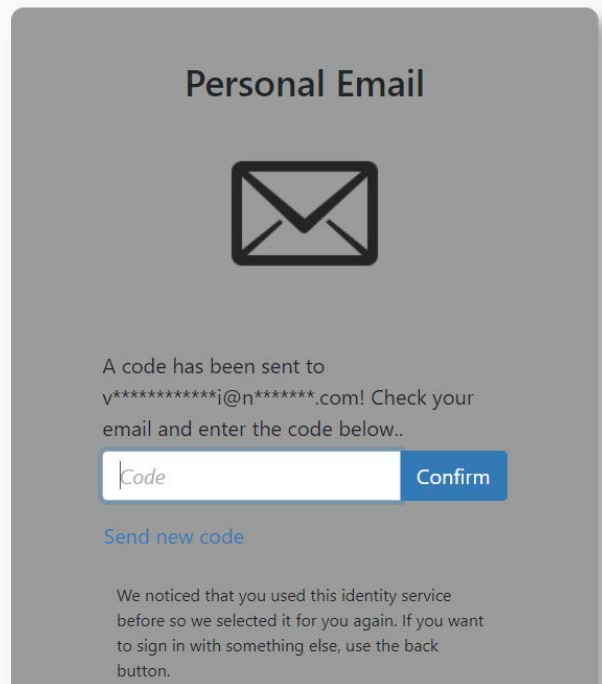 Personal Email
A code has been sent to
v************i@n*******.com! Check your
email and enter the code below..
Code
Confirm
Send new code
We noticed that you used this identity service
before so we selected it for you again. If you want
to sign in with something else, use the back
button.